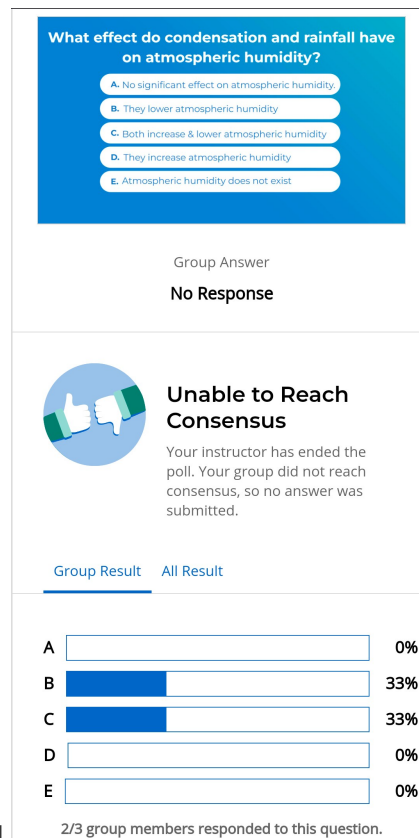 What effect do condensation and rainfall have
on atmospheric humidity?
A. No significant effect on atmospheric humidity.
B. They lower atmospheric humidity
C. Both increase & lower atmospheric humidity
D. They increase atmospheric humidity
E. Atmospheric humidity does not exist
Group Answer
No Response
Unable to Reach
Consensus
Your instructor has ended the
poll. Your group did not reach
consensus, so no answer was
submitted.
Group Result All Result
A 0%
B 33%
C 33%
D 0%
E 0%
2/3 group members responded to this question.